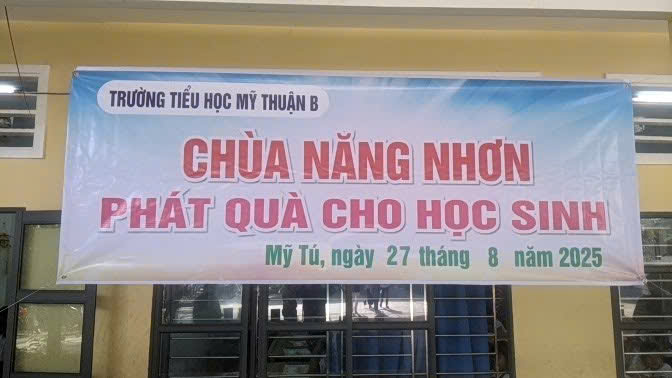 TRƯỜNG TIỂU HỌC MỸ THUẬN B
CHÙA NĂNG NHƠN
PHÁT QUÀ CHO HỌC SINH
Mỹ Tú, ngày 27 tháng 8 năm 2025